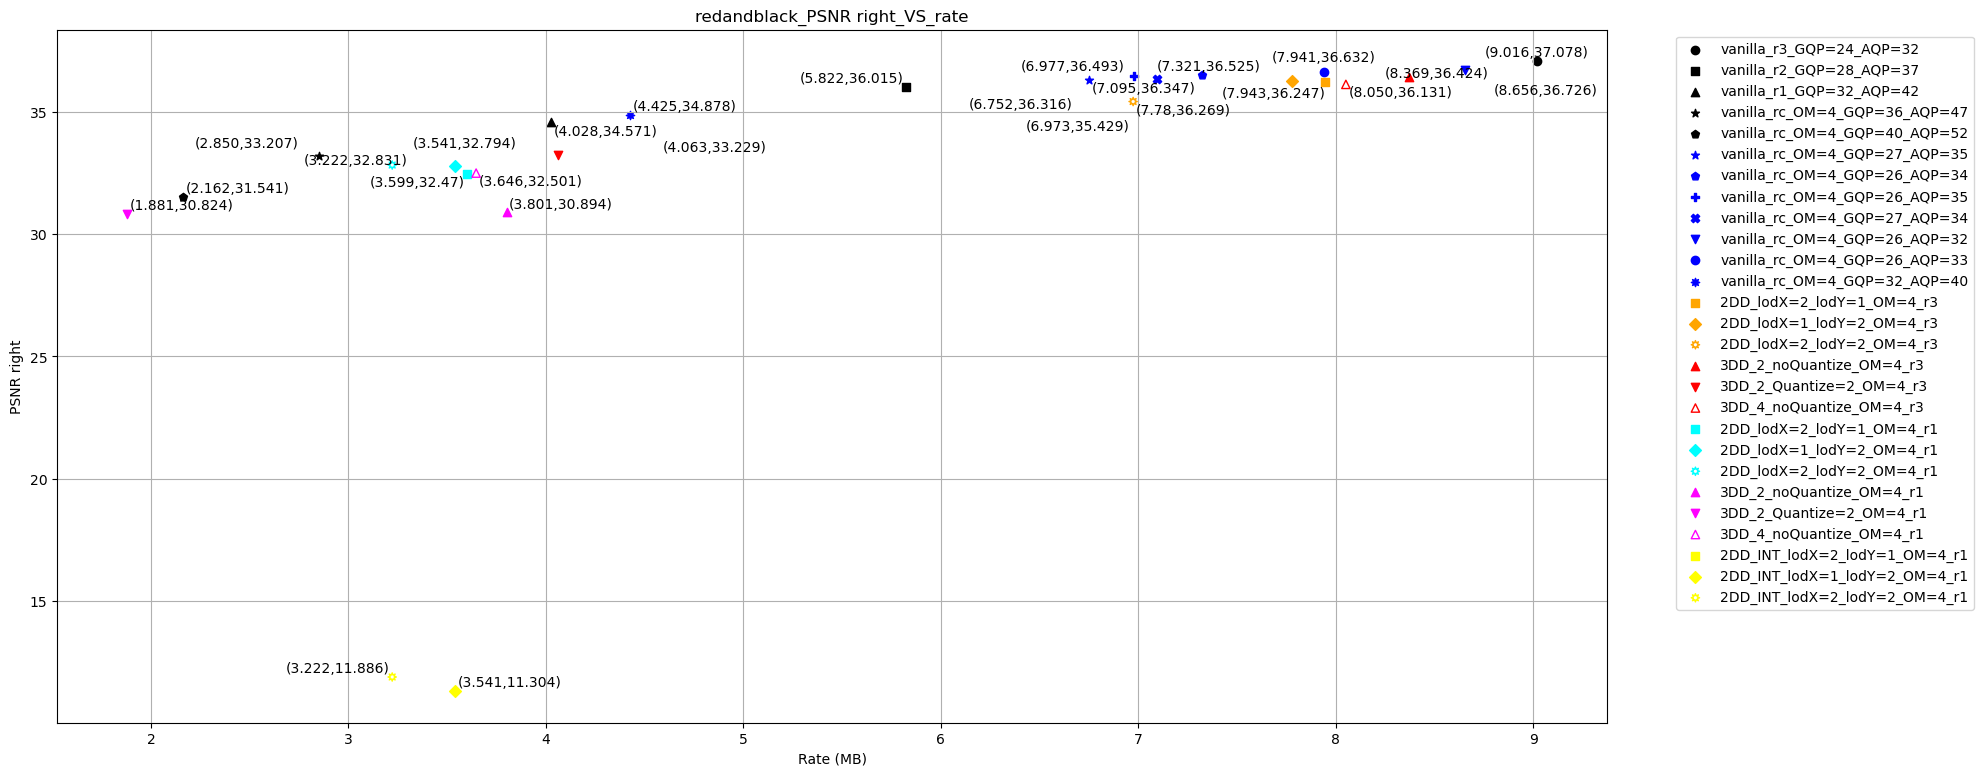 redandblack_PSNR right_VS_rate
(9.016,37.078)
(7.941,36.632)
(6.977,36.493)
(7.321,36.525)
(8.369,36.424)
(5.822,36.015)
(7.095,36.347)
(7.943,36.247)
(8.050,36.131)
(8.656,36.726)
(4.425,34.878)
(6.752,36.316)
(7.78,36.269)
(6.973,35.429)
(4.028,34.571)
(2.850,33.207)
(3.541,32.794)
(4.063,33.229)
(3.222,32.831)
(3.599,32.47)
(3.646,32.501)
(2.162,31.541)
(1.881,30.824)
(3.801,30.894)
(3.222,11.886)
(3.541,11.304)
35
30
25
20
15
PSNR right
2
3
4
5
6
7
8
9
Rate (MB)
vanilla_r3_GQP=24_AQP=32
vanilla_r2_GQP=28_AQP=37
vanilla_r1_GQP=32_AQP=42
vanilla_rc_OM=4_GQP=36_AQP=47
vanilla_rc_OM=4_GQP=40_AQP=52
vanilla_rc_OM=4_GQP=27_AQP=35
vanilla_rc_OM=4_GQP=26_AQP=34
vanilla_rc_OM=4_GQP=26_AQP=35
vanilla_rc_OM=4_GQP=27_AQP=34
vanilla_rc_OM=4_GQP=26_AQP=32
vanilla_rc_OM=4_GQP=26_AQP=33
vanilla_rc_OM=4_GQP=32_AQP=40
2DD_lodX=2_lodY=1_OM=4_r3
2DD_lodX=1_lodY=2_OM=4_r3
2DD_lodX=2_lodY=2_OM=4_r3
3DD_2_noQuantize_OM=4_r3
3DD_2_Quantize=2_OM=4_r3
3DD_4_noQuantize_OM=4_r3
2DD_lodX=2_lodY=1_OM=4_r1
2DD_lodX=1_lodY=2_OM=4_r1
2DD_lodX=2_lodY=2_OM=4_r1
3DD_2_noQuantize_OM=4_r1
3DD_2_Quantize=2_OM=4_r1
3DD_4_noQuantize_OM=4_r1
2DD_INT_lodX=2_lodY=1_OM=4_r1
2DD_INT_lodX=1_lodY=2_OM=4_r1
2DD_INT_lodX=2_lodY=2_OM=4_r1